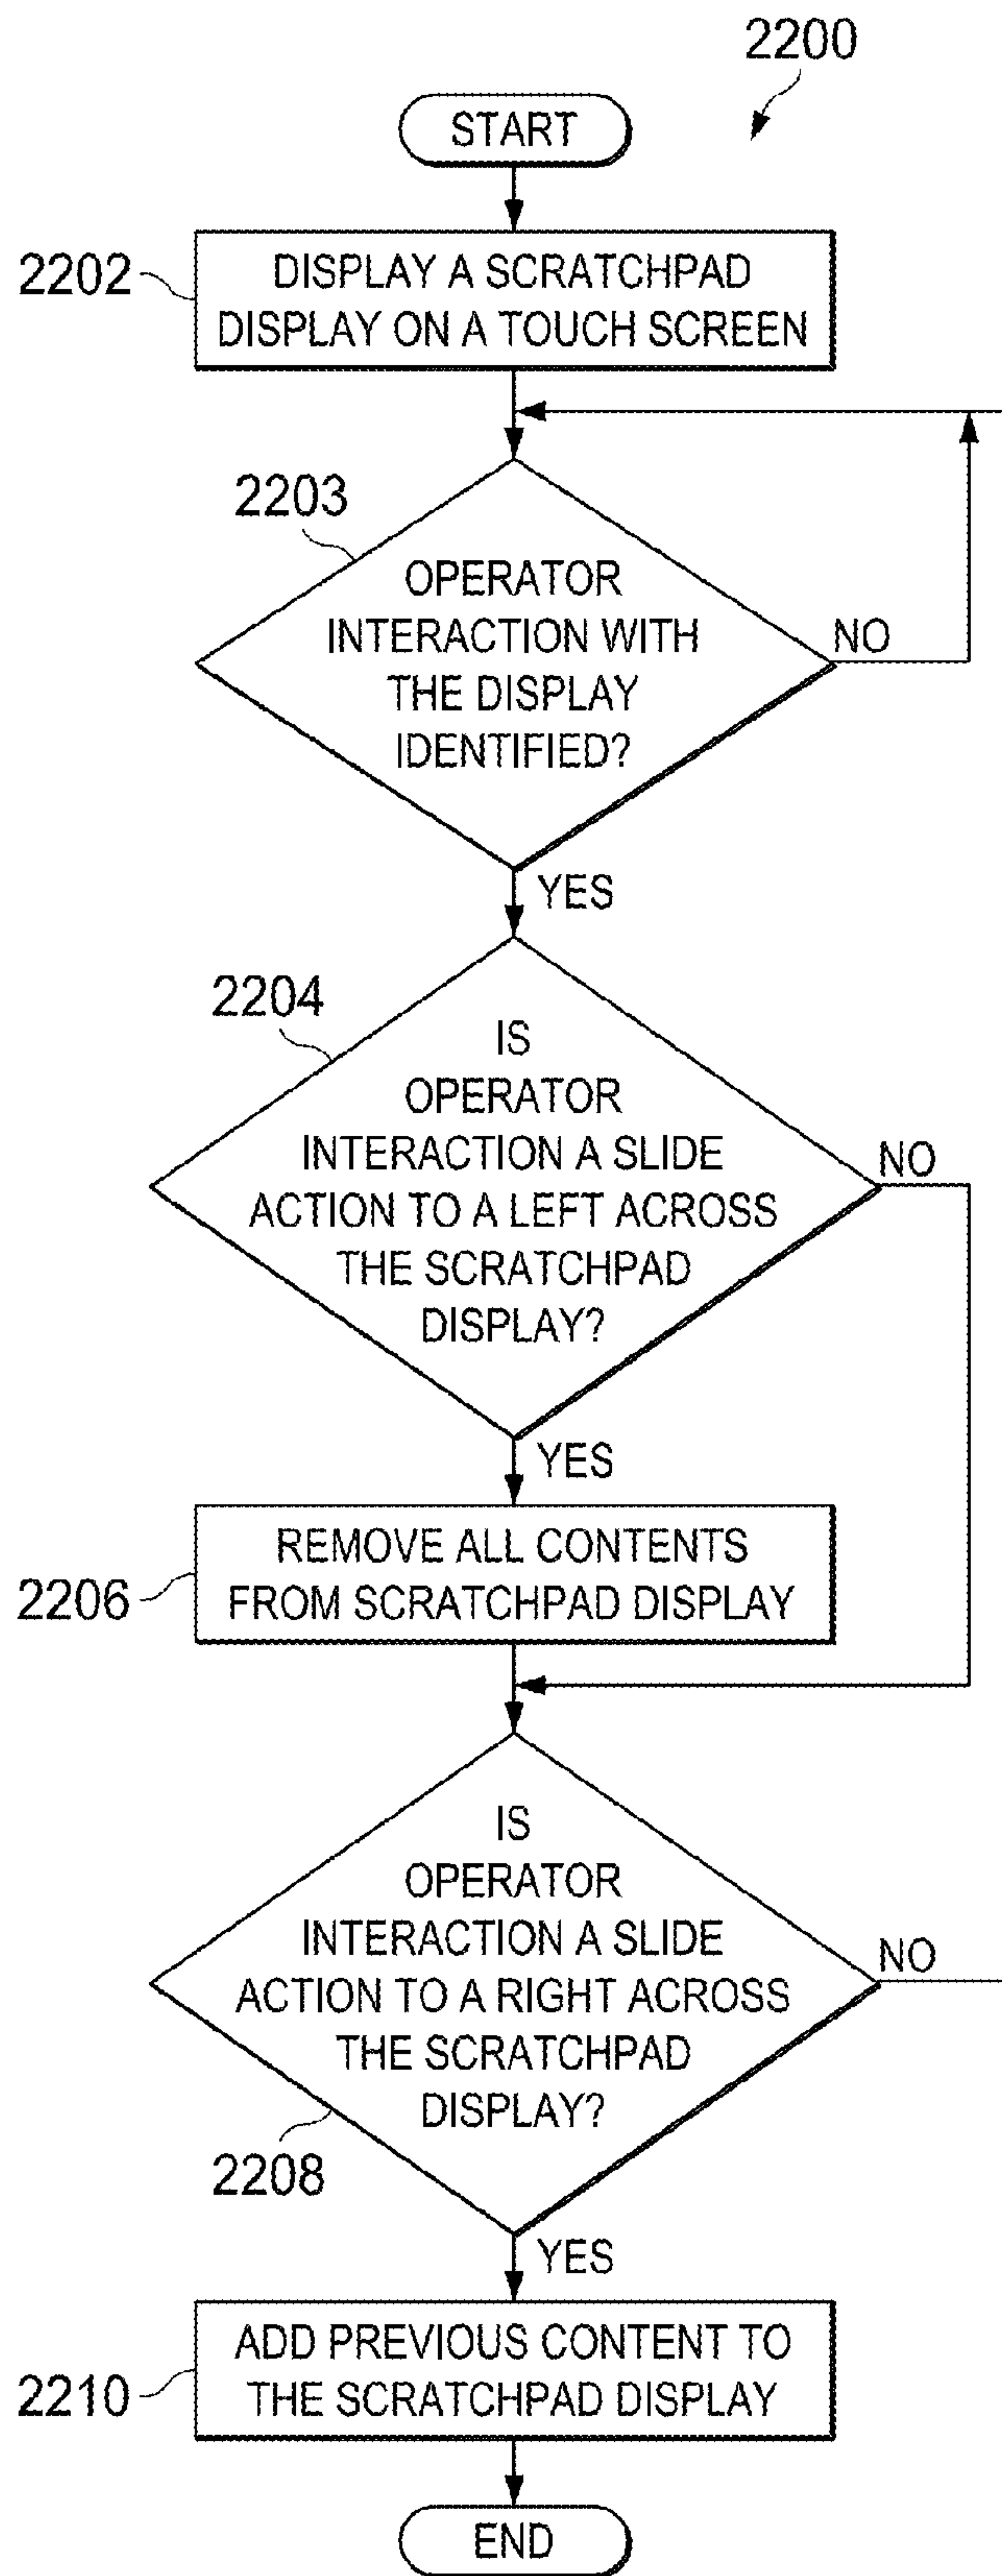 2200
START
2202
DISPLAY A SCRATCHPAD
DISPLAY ON A TOUCH SCREEN
2203
OPERATOR
INTERACTION WITH
THE DISPLAY
IDENTIFIED?
NO
YES
2204
IS
OPERATOR
INTERACTION A SLIDE
ACTION TO A LEFT ACROSS
THE SCRATCHPAD
DISPLAY?
NO
YES
2206
REMOVE ALL CONTENTS
FROM SCRATCHPAD DISPLAY
IS
OPERATOR
INTERACTION A SLIDE
ACTION TO A RIGHT ACROSS
THE SCRATCHPAD
DISPLAY?
NO
2208
YES
2210
ADD PREVIOUS CONTENT TO
THE SCRATCHPAD DISPLAY
END